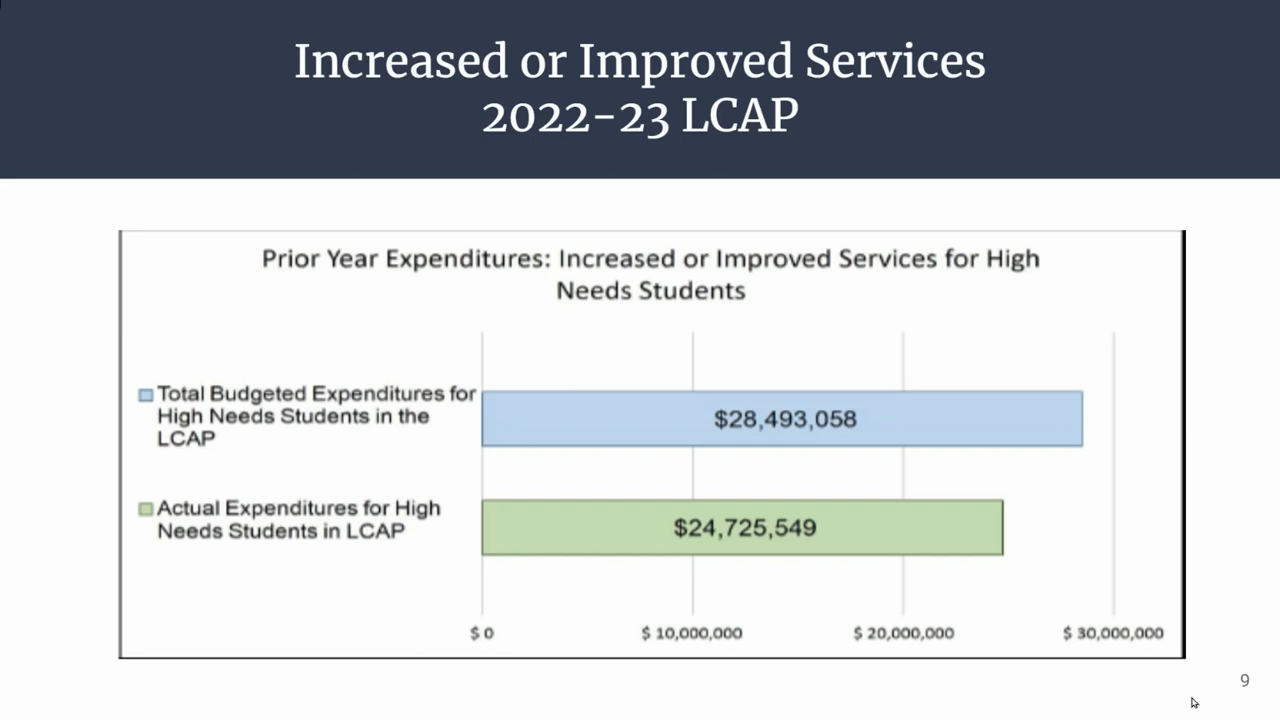 Increased or Improved Services
2022-23 LCAP
Prior Year Expenditures: Increased or Improved Services for High
Needs Students
Total Budgeted Expenditures for
High Needs Students in the
LCAP
$28,493,058
Actual Expenditures for High
Needs Students in LCAP
$24,725,549
$ 0
$ 10,000,000
$ 20,000,000
$ 30,000,000
9